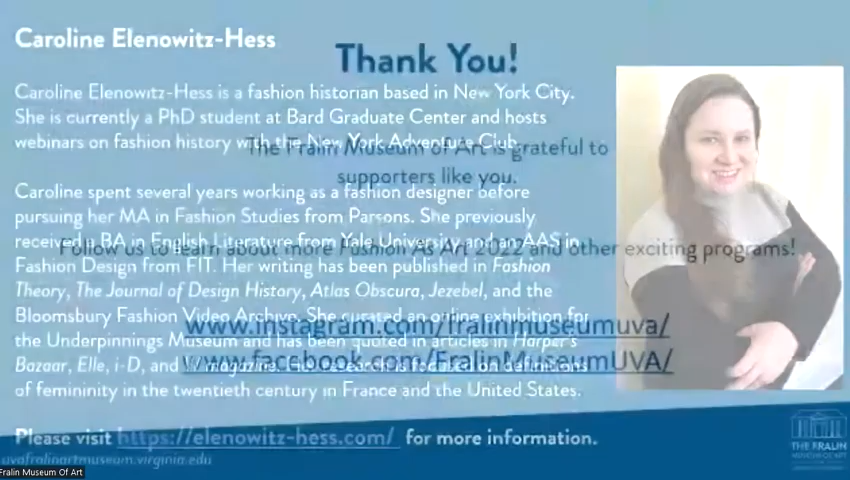 Caroline Elenowitz-Hess
Thank You!
Caroline Elenowitz-Hess is a fashion historian based in New York City.
She is currently a PhD student at Bard Graduate Center and hosts
webinars on fashion history with the New York Adventure Club.
The Fralin Museum of Art is grateful to
supporters like you.
Caroline spent several years working as a fashion designer before
pursuing her MA in Fashion Studies from Parsons. She previously
received a BA in English Literature from Yale University and an AAS in
Follow us to learn about more Fashion As Art 2022 and other exciting programs!
Fashion Design from FIT. Her writing has been published in Fashion
Theory, The Journal of Design History, Atlas Obscura, Jezebel, and the
Bloomsbury Fashion Video Archive. She curated an online exhibition for
www.instagram.com/fralinmuseumuva/
the Underpinnings Museum and has been quoted in articles in Harper's
www.facebook.com/FralinMuseumUVA/
Bazaar, Elle, i-D, and magazine. research is focused on definitions
of femininity in the twentieth century in France and the United States.
Please visit https://elenowitz-hess.com/ for more information.
THE FRALIN
MUSEUM OF ART
uvafralinartmuseum.virginia.edu
Fralin Museum Of Art